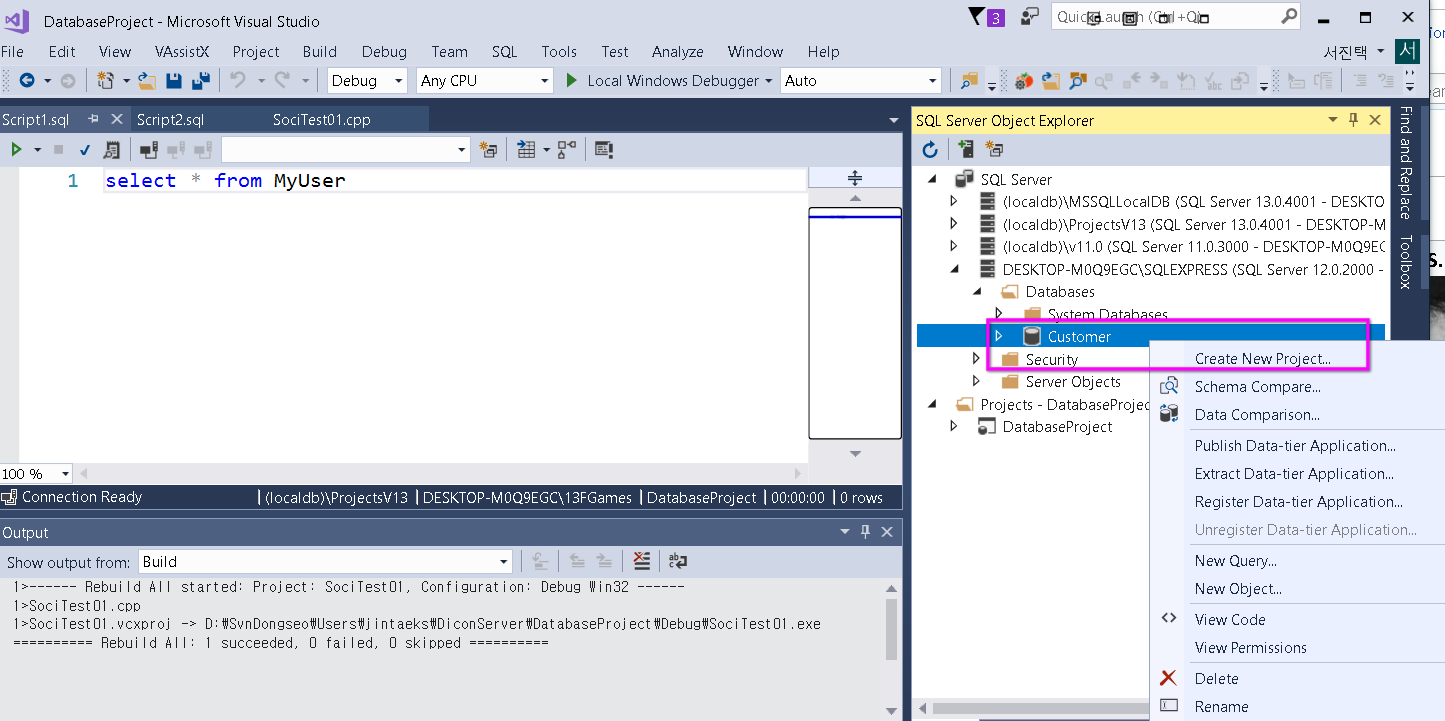 DatabaseProject - Microsoft Visual Studio
3
Quick Launch (Ctrl+Q)
File Edit View VAssistX Project Build Debug Team SQL Tools Test Analyze Window Help
서진택 서
Debug Any CPU Local Windows Debugger Auto
Script1.sql Script2.sql SociTest01.cpp
1 select * from MyUser
100 %
Connection Ready (localdb)\ProjectsV13 DESKTOP-M0Q9EGC\13FGames DatabaseProject 00:00:00 0 rows
Output
Show output from: Build
1>------ Rebuild All started: Project: SociTest01, Configuration: Debug Win32 ------
1>SociTest01.cpp
1>SociTest01.vcxproj -> D:₩SvnDongseo₩Users₩jintaeks₩DiconServer₩DatabaseProject₩Debug₩SociTest01.exe
========== Rebuild All: 1 succeeded, 0 failed, 0 skipped ==========
SQL Server Object Explorer
SQL Server
(localdb)\MSSQLLocalDB (SQL Server 13.0.4001 - DESKTO
(localdb)\ProjectsV13 (SQL Server 13.0.4001 - DESKTOP-M
(localdb)\v11.0 (SQL Server 11.0.3000 - DESKTOP-M0Q9EGC
DESKTOP-M0Q9EGC\SQLEXPRESS (SQL Server 12.0.2000 -
Databases
System Databases
Customer
Security
Server Objects
Projects - DatabaseProjec
DatabaseProject
Create New Project...
Schema Compare...
Data Comparison...
Publish Data-tier Application...
Extract Data-tier Application...
Register Data-tier Application...
Unregister Data-tier Application...
New Query...
New Object...
View Code
View Permissions
Delete
Rename
Find and Replace
Toolbox
ion
ear
s.